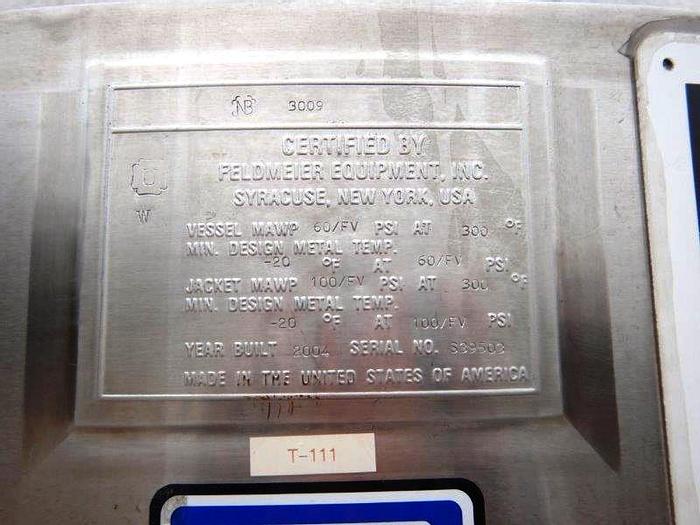 NB 3009
CERTIFIED BY
FELDMEIER EQUIPMENT, INC.
SYRACUSE, NEW YORK, USA
U
W
VESSEL MAWP 60/FV PSI AT 300 °F
MIN. DESIGN METAL TEMP.
-20 °F AT 60/FV PSI
JACKET MAWP 100/FV PSI AT 300 °F
MIN. DESIGN METAL TEMP.
-20 °F AT 100/FV PSI
YEAR BUILT 2004 SERIAL NO.
MADE IN THE UNITED STATES OF AMERICA
T-111